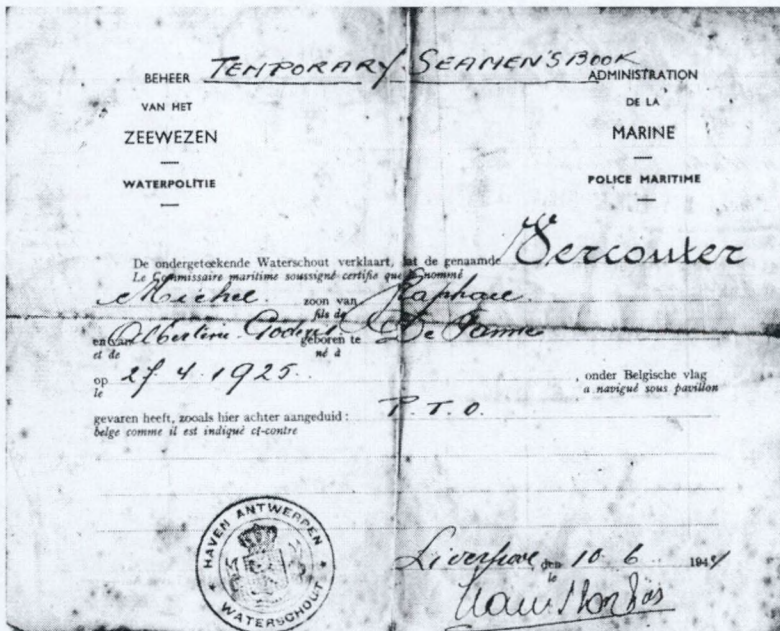 TEMPORARY SEAMEN'S BOOK
BEHEER
VAN HET
ZEEWEZEN
WATERPOLITIE
ADMINISTRATION
DE LA
MARINE
POLICE MARITIME
De ondergeteekende Waterschout verklaart, dat de genaamde Vercouter
Le Commissaire maritime soussigné certifie que le nommé
Michel zoon van Raphael
fils de
en van Albertine geboren te De Panne
et de né à
op 27.4.1925. , onder Belgische vlag
le a navigué sous pavillon
gevaren heeft, zooals hier achter aangeduid : P.T.O.
belge comme il est indiqué ci-contre
HAVEN ANTWERPEN
WATERSCHOUT
Liverpool den 10.6 194
le